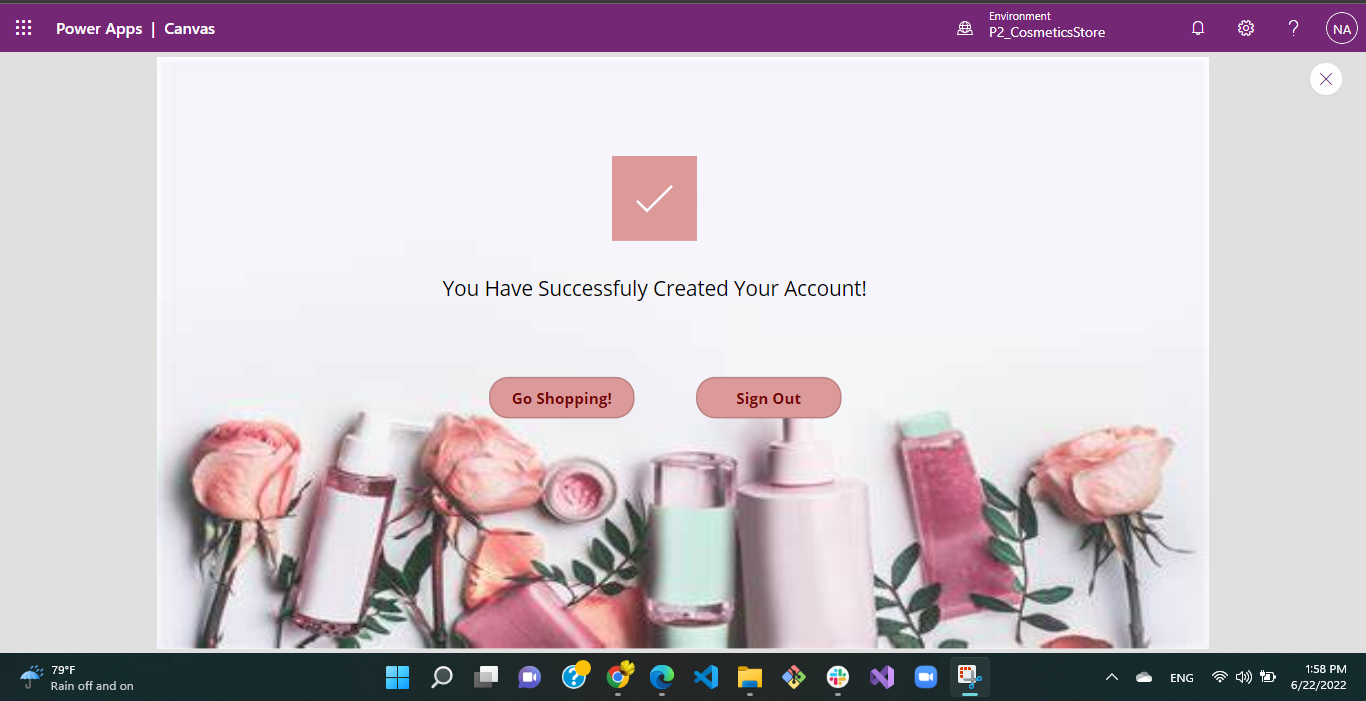 Power Apps | Canvas
Environment
P2_CosmeticsStore
NA
You Have Successfuly Created Your Account!
Go Shopping!
Sign Out
79°F
Rain off and on
ENG
1:58 PM
6/22/2022